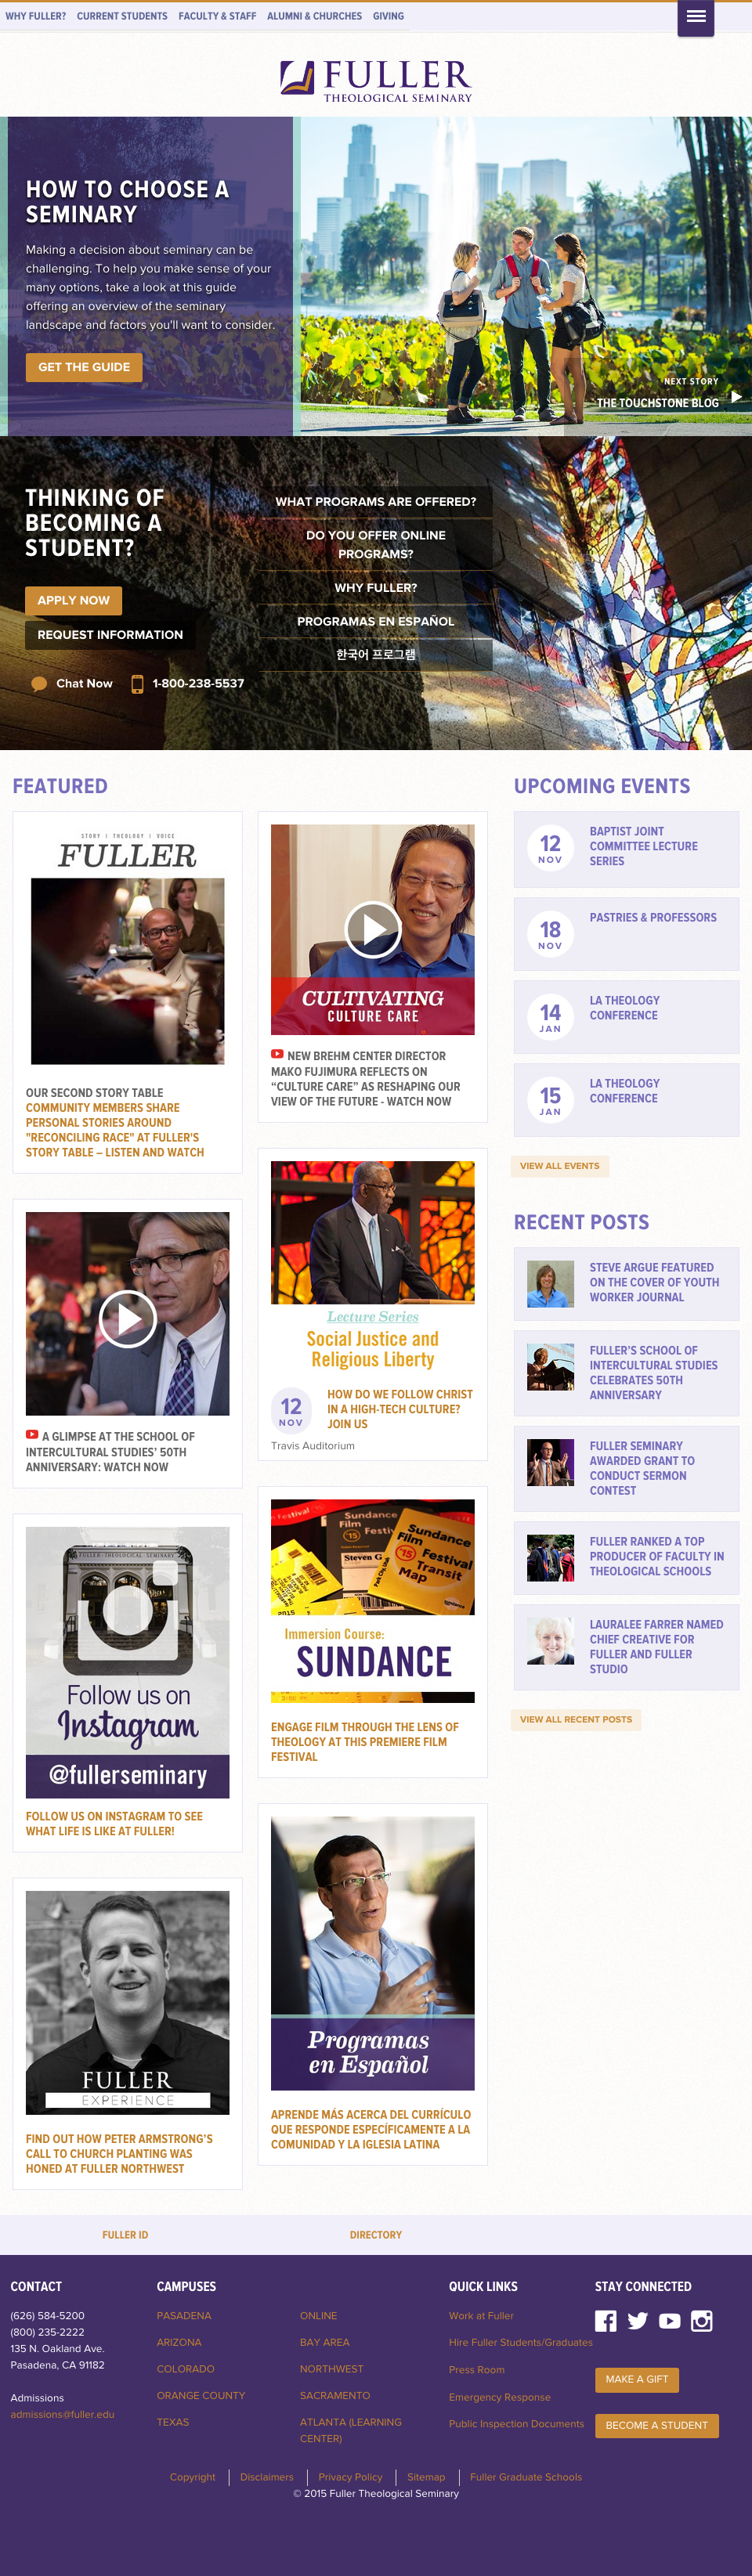 WHY FULLER? CURRENT STUDENTS FACULTY & STAFF ALUMNI & CHURCHES GIVING
FULLER
THEOLOGICAL SEMINARY
HOW TO CHOOSE A
SEMINARY
Making a decision about seminary can be
challenging. To help you make sense of your
many options, take a look at this guide
offering an overview of the seminary
landscape and factors you'll want to consider.
GET THE GUIDE
NEXT STORY
THE TOUCHSTONE BLOG
THINKING OF
BECOMING A
STUDENT?
APPLY NOW
REQUEST INFORMATION
Chat Now 1-800-238-5537
WHAT PROGRAMS ARE OFFERED?
DO YOU OFFER ONLINE
PROGRAMS?
WHY FULLER?
PROGRAMAS EN ESPAÑOL
한국어 프로그램
FEATURED
STORY | THEOLOGY | VOICE
FULLER
OUR SECOND STORY TABLE
COMMUNITY MEMBERS SHARE
PERSONAL STORIES AROUND
"RECONCILING RACE" AT FULLER'S
STORY TABLE – LISTEN AND WATCH
A GLIMPSE AT THE SCHOOL OF
INTERCULTURAL STUDIES' 50TH
ANNIVERSARY: WATCH NOW
FULLER THEOLOGICAL SEMINARY
Follow us on
Instagram
@fullerseminary
FOLLOW US ON INSTAGRAM TO SEE
WHAT LIFE IS LIKE AT FULLER!
FULLER
EXPERIENCE
FIND OUT HOW PETER ARMSTRONG'S
CALL TO CHURCH PLANTING WAS
HONED AT FULLER NORTHWEST
CULTIVATING
CULTURE CARE
NEW BREHM CENTER DIRECTOR
MAKO FUJIMURA REFLECTS ON
“CULTURE CARE” AS RESHAPING OUR
VIEW OF THE FUTURE - WATCH NOW
Lecture Series
Social Justice and
Religious Liberty
12
NOV
HOW DO WE FOLLOW CHRIST
IN A HIGH-TECH CULTURE?
JOIN US
Travis Auditorium
Sundance
Film Festival
Transit
Map
Steven G
2015
Immersion Course:
SUNDANCE
ENGAGE FILM THROUGH THE LENS OF
THEOLOGY AT THIS PREMIERE FILM
FESTIVAL
Programas
en Español
APRENDE MÁS ACERCA DEL CURRÍCULO
QUE RESPONDE ESPECÍFICAMENTE A LA
COMUNIDAD Y LA IGLESIA LATINA
UPCOMING EVENTS
12
NOV
BAPTIST JOINT
COMMITTEE LECTURE
SERIES
18
NOV
PASTRIES & PROFESSORS
14
JAN
LA THEOLOGY
CONFERENCE
15
JAN
LA THEOLOGY
CONFERENCE
VIEW ALL EVENTS
RECENT POSTS
STEVE ARGUE FEATURED
ON THE COVER OF YOUTH
WORKER JOURNAL
FULLER'S SCHOOL OF
INTERCULTURAL STUDIES
CELEBRATES 50TH
ANNIVERSARY
FULLER SEMINARY
AWARDED GRANT TO
CONDUCT SERMON
CONTEST
FULLER RANKED A TOP
PRODUCER OF FACULTY IN
THEOLOGICAL SCHOOLS
LAURALEE FARRER NAMED
CHIEF CREATIVE FOR
FULLER AND FULLER
STUDIO
VIEW ALL RECENT POSTS
FULLER ID DIRECTORY
CONTACT
(626) 584-5200
(800) 235-2222
135 N. Oakland Ave.
Pasadena, CA 91182
Admissions
admissions@fuller.edu
CAMPUSES
PASADENA
ARIZONA
COLORADO
ORANGE COUNTY
TEXAS
ONLINE
BAY AREA
NORTHWEST
SACRAMENTO
ATLANTA (LEARNING
CENTER)
QUICK LINKS
Work at Fuller
Hire Fuller Students/Graduates
Press Room
Emergency Response
Public Inspection Documents
STAY CONNECTED
MAKE A GIFT
BECOME A STUDENT
Copyright Disclaimers Privacy Policy Sitemap Fuller Graduate Schools
© 2015 Fuller Theological Seminary